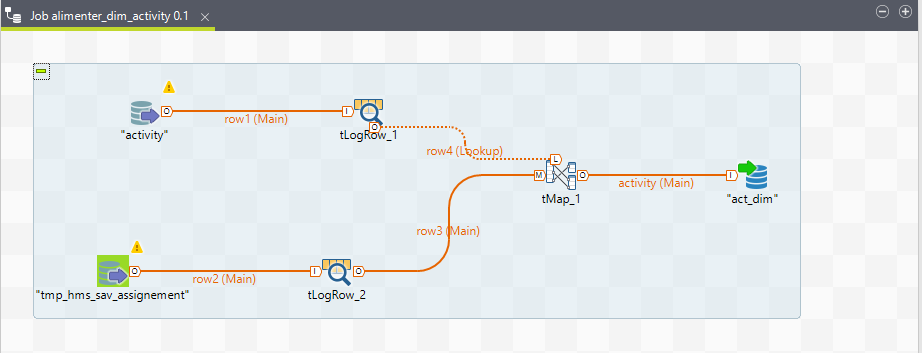 Job alimenter_dim_activity 0.1
O
row1 (Main)
I
"activity"
tLogRow_1
O
row4 (Lookup)
L
M
O
activity (Main)
I
tMap_1
"act_dim"
row3 (Main)
O
row2 (Main)
I
O
"tmp_hms_sav_assignement"
tLogRow_2